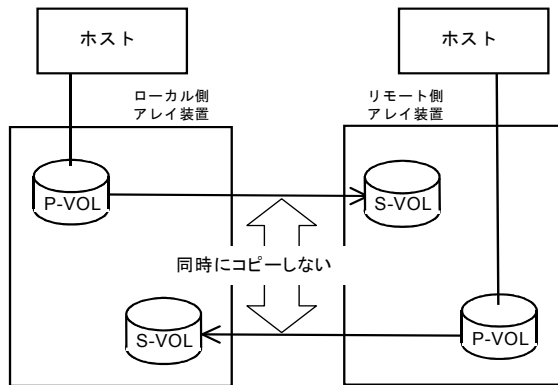 ホスト
ホスト
ローカル側
アレイ装置
リモート側
アレイ装置
P-VOL
S-VOL
同時にコピーしない
S-VOL
P-VOL